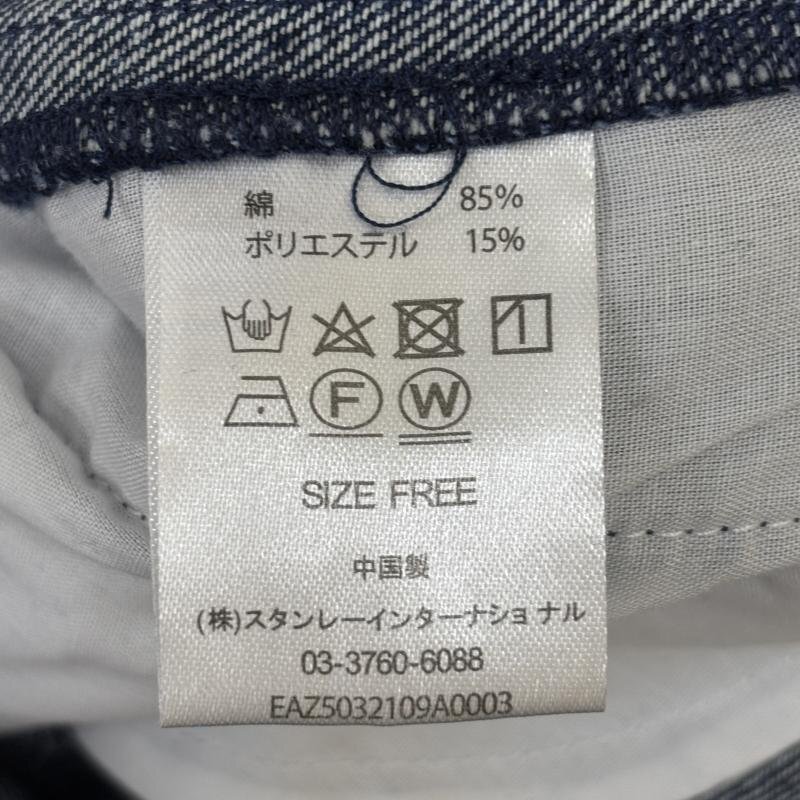 綿 85%
ポリエステル 15%
F W
SIZE FREE
中国製
(株)スタンレーインターナショナル
03-3760-6088
EAZ5032109A0003